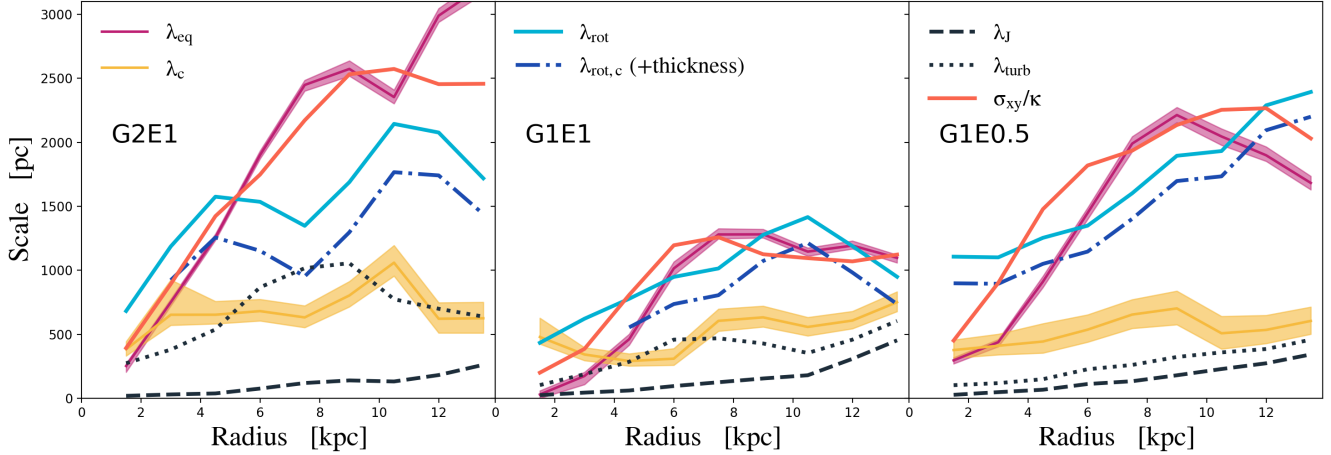 3000
2500
2000
1500
1000
500
0
Scale [pc]
λeq
λc
G2E1
λrot
λrot, c (+thickness)
G1E1
λJ
λturb
σxy/κ
G1E0.5
0 2 4 6 8 10 12 0 2 4 6 8 10 12 0 2 4 6 8 10 12
Radius [kpc] Radius [kpc] Radius [kpc]